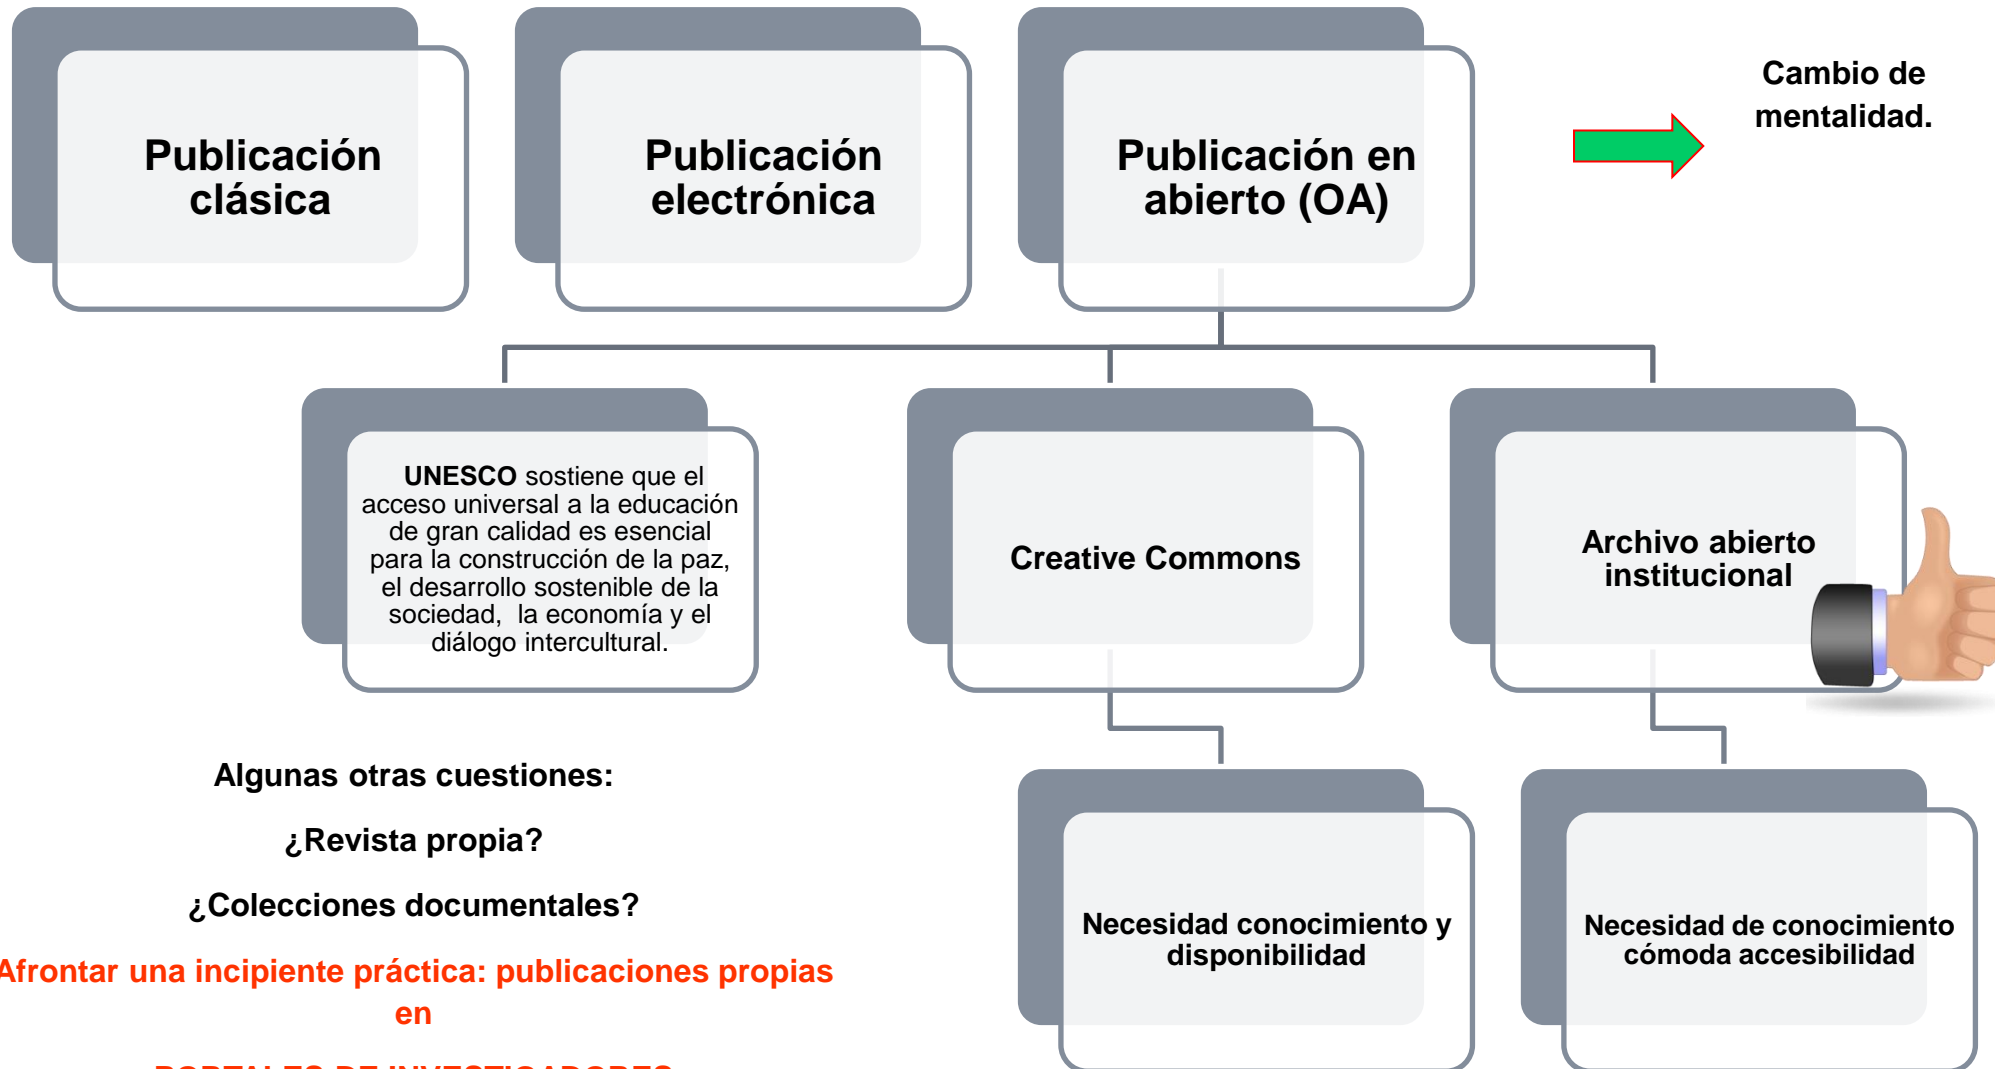 Publicación
clásica
Publicación
electrónica
Publicación en
abierto (OA)
Cambio de
mentalidad.
UNESCO sostiene que el
acceso universal a la educación
de gran calidad es esencial
para la construcción de la paz,
el desarrollo sostenible de la
sociedad, la economía y el
diálogo intercultural.
Creative Commons
Archivo abierto
institucional
Algunas otras cuestiones:
¿Revista propia?
¿Colecciones documentales?
Afrontar una incipiente práctica: publicaciones propias
en
PORTALES DE INVESTIGADORES
Necesidad conocimiento y
disponibilidad
Necesidad de conocimiento
cómoda accesibilidad